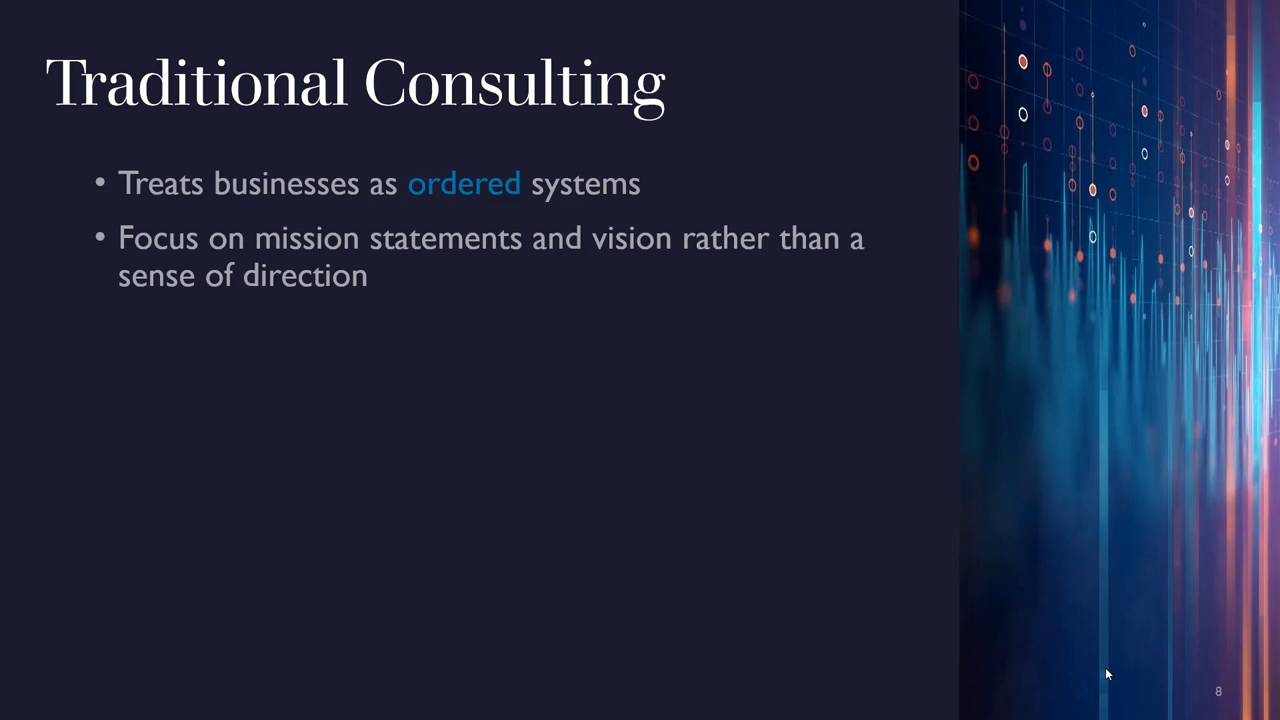 Traditional Consulting
• Treats businesses as ordered systems
• Focus on mission statements and vision rather than a
sense of direction
8